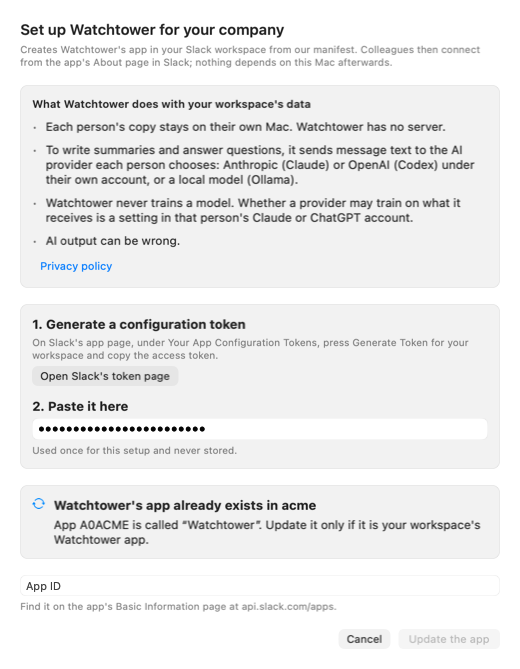 Set up Watchtower for your company
Creates Watchtower's app in your Slack workspace from our manifest. Colleagues then connect
from the app's About page in Slack; nothing depends on this Mac afterwards.
What Watchtower does with your workspace's data
· Each person's copy stays on their own Mac. Watchtower has no server.
· To write summaries and answer questions, it sends message text to the AI
provider each person chooses: Anthropic (Claude) or OpenAI (Codex) under
their own account, or a local model (Ollama).
· Watchtower never trains a model. Whether a provider may train on what it
receives is a setting in that person's Claude or ChatGPT account.
· AI output can be wrong.
Privacy policy
1. Generate a configuration token
On Slack's app page, under Your App Configuration Tokens, press Generate Token for your
workspace and copy the access token.
Open Slack's token page
2. Paste it here
••••••••••••••••••••••••
Used once for this setup and never stored.
Watchtower's app already exists in acme
App A0ACME is called “Watchtower”. Update it only if it is your workspace's
Watchtower app.
App ID
Find it on the app's Basic Information page at api.slack.com/apps.
Cancel
Update the app